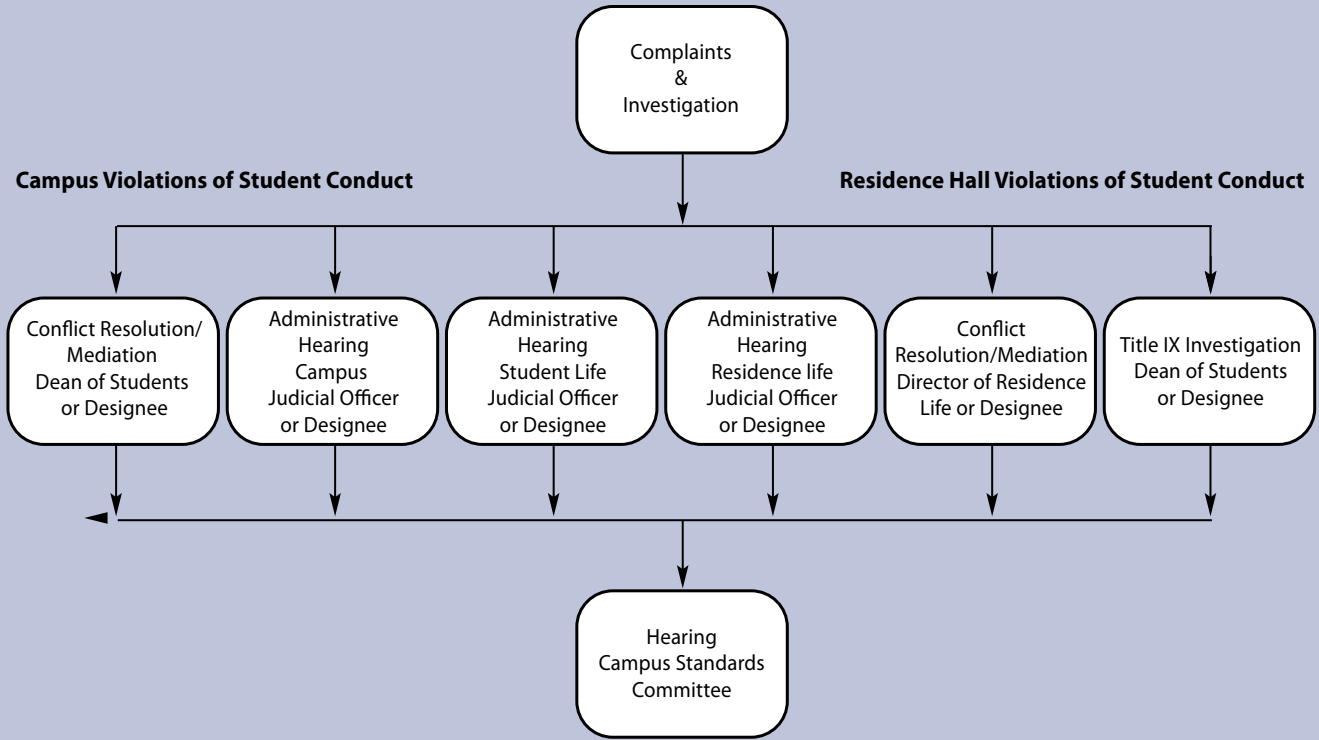 Complaints
&
Investigation
Campus Violations of Student Conduct
Residence Hall Violations of Student Conduct
Conflict Resolution/
Mediation
Dean of Students
or Designee
Administrative
Hearing
Campus
Judicial Officer
or Designee
Administrative
Hearing
Student Life
Judicial Officer
or Designee
Administrative
Hearing
Residence life
Judicial Officer
or Designee
Conflict
Resolution/Mediation
Director of Residence
Life or Designee
Title IX Investigation
Dean of Students
or Designee
Hearing
Campus Standards
Committee